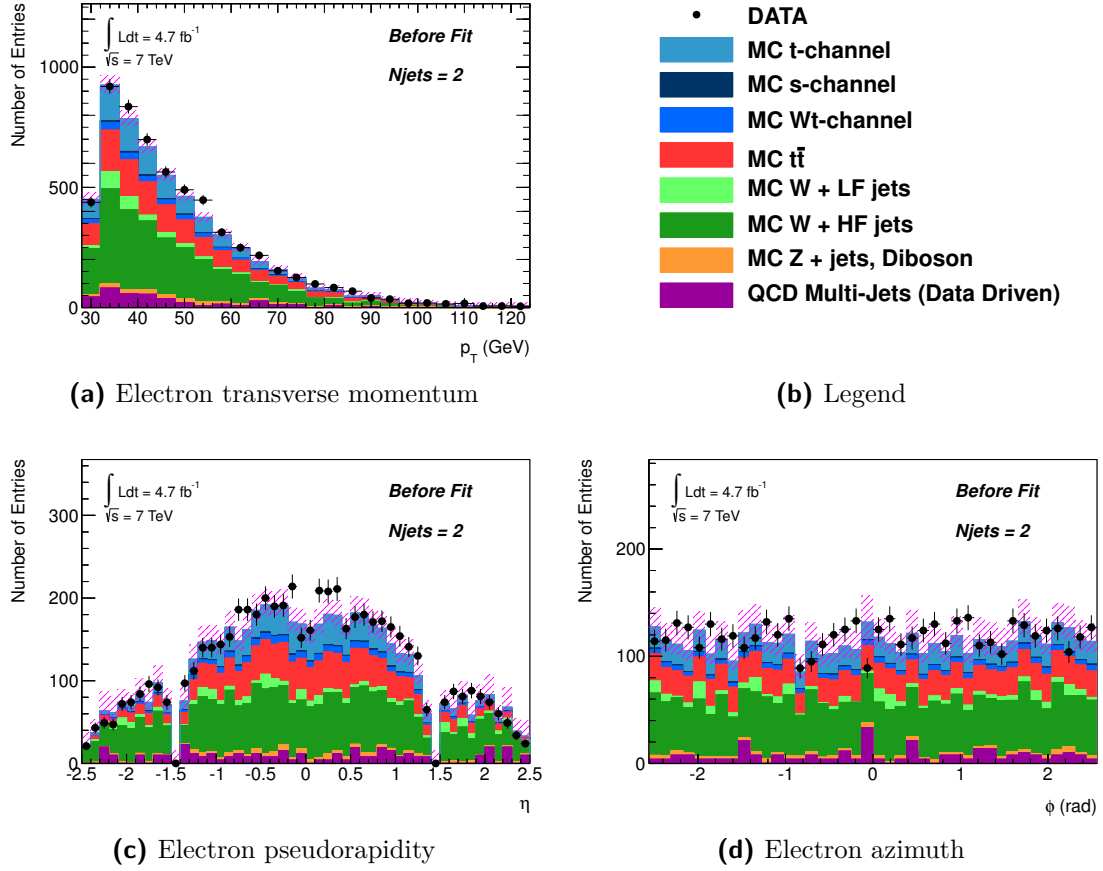 Number of Entries
1000
500
0
∫ Ldt = 4.7 fb⁻¹
√s = 7 TeV
Before Fit
Njets = 2
30 40 50 60 70 80 90 100 110 120
p_T (GeV)
(a) Electron transverse momentum
DATA
MC t-channel
MC s-channel
MC Wt-channel
MC tt̄
MC W + LF jets
MC W + HF jets
MC Z + jets, Diboson
QCD Multi-Jets (Data Driven)
(b) Legend
Number of Entries
300
200
100
0
∫ Ldt = 4.7 fb⁻¹
√s = 7 TeV
Before Fit
Njets = 2
-2.5 -2 -1.5 -1 -0.5 0 0.5 1 1.5 2 2.5
η
(c) Electron pseudorapidity
Number of Entries
200
100
0
∫ Ldt = 4.7 fb⁻¹
√s = 7 TeV
Before Fit
Njets = 2
-2 -1 0 1 2
ϕ (rad)
(d) Electron azimuth